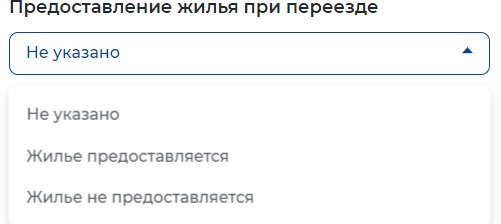 Предоставление жилья при переезде
Не указано
Не указано
Жилье предоставляется
Жилье не предоставляется